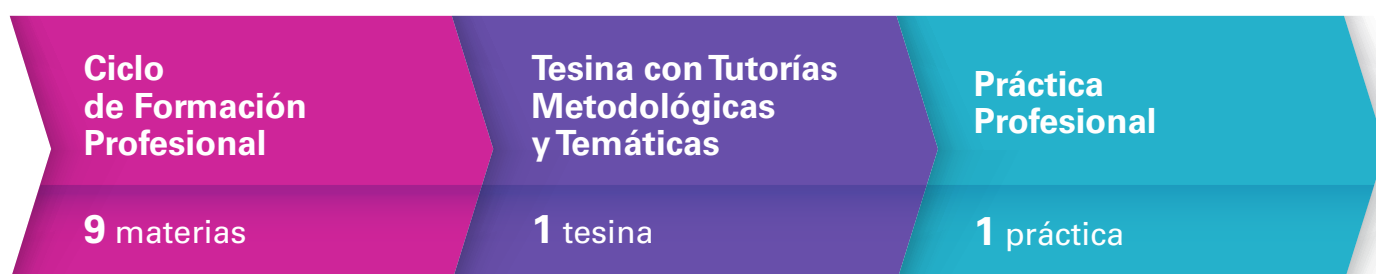 Ciclo
de Formación
Profesional
9 materias
Tesina con Tutorías
Metodológicas
y Temáticas
1 tesina
Práctica
Profesional
1 práctica